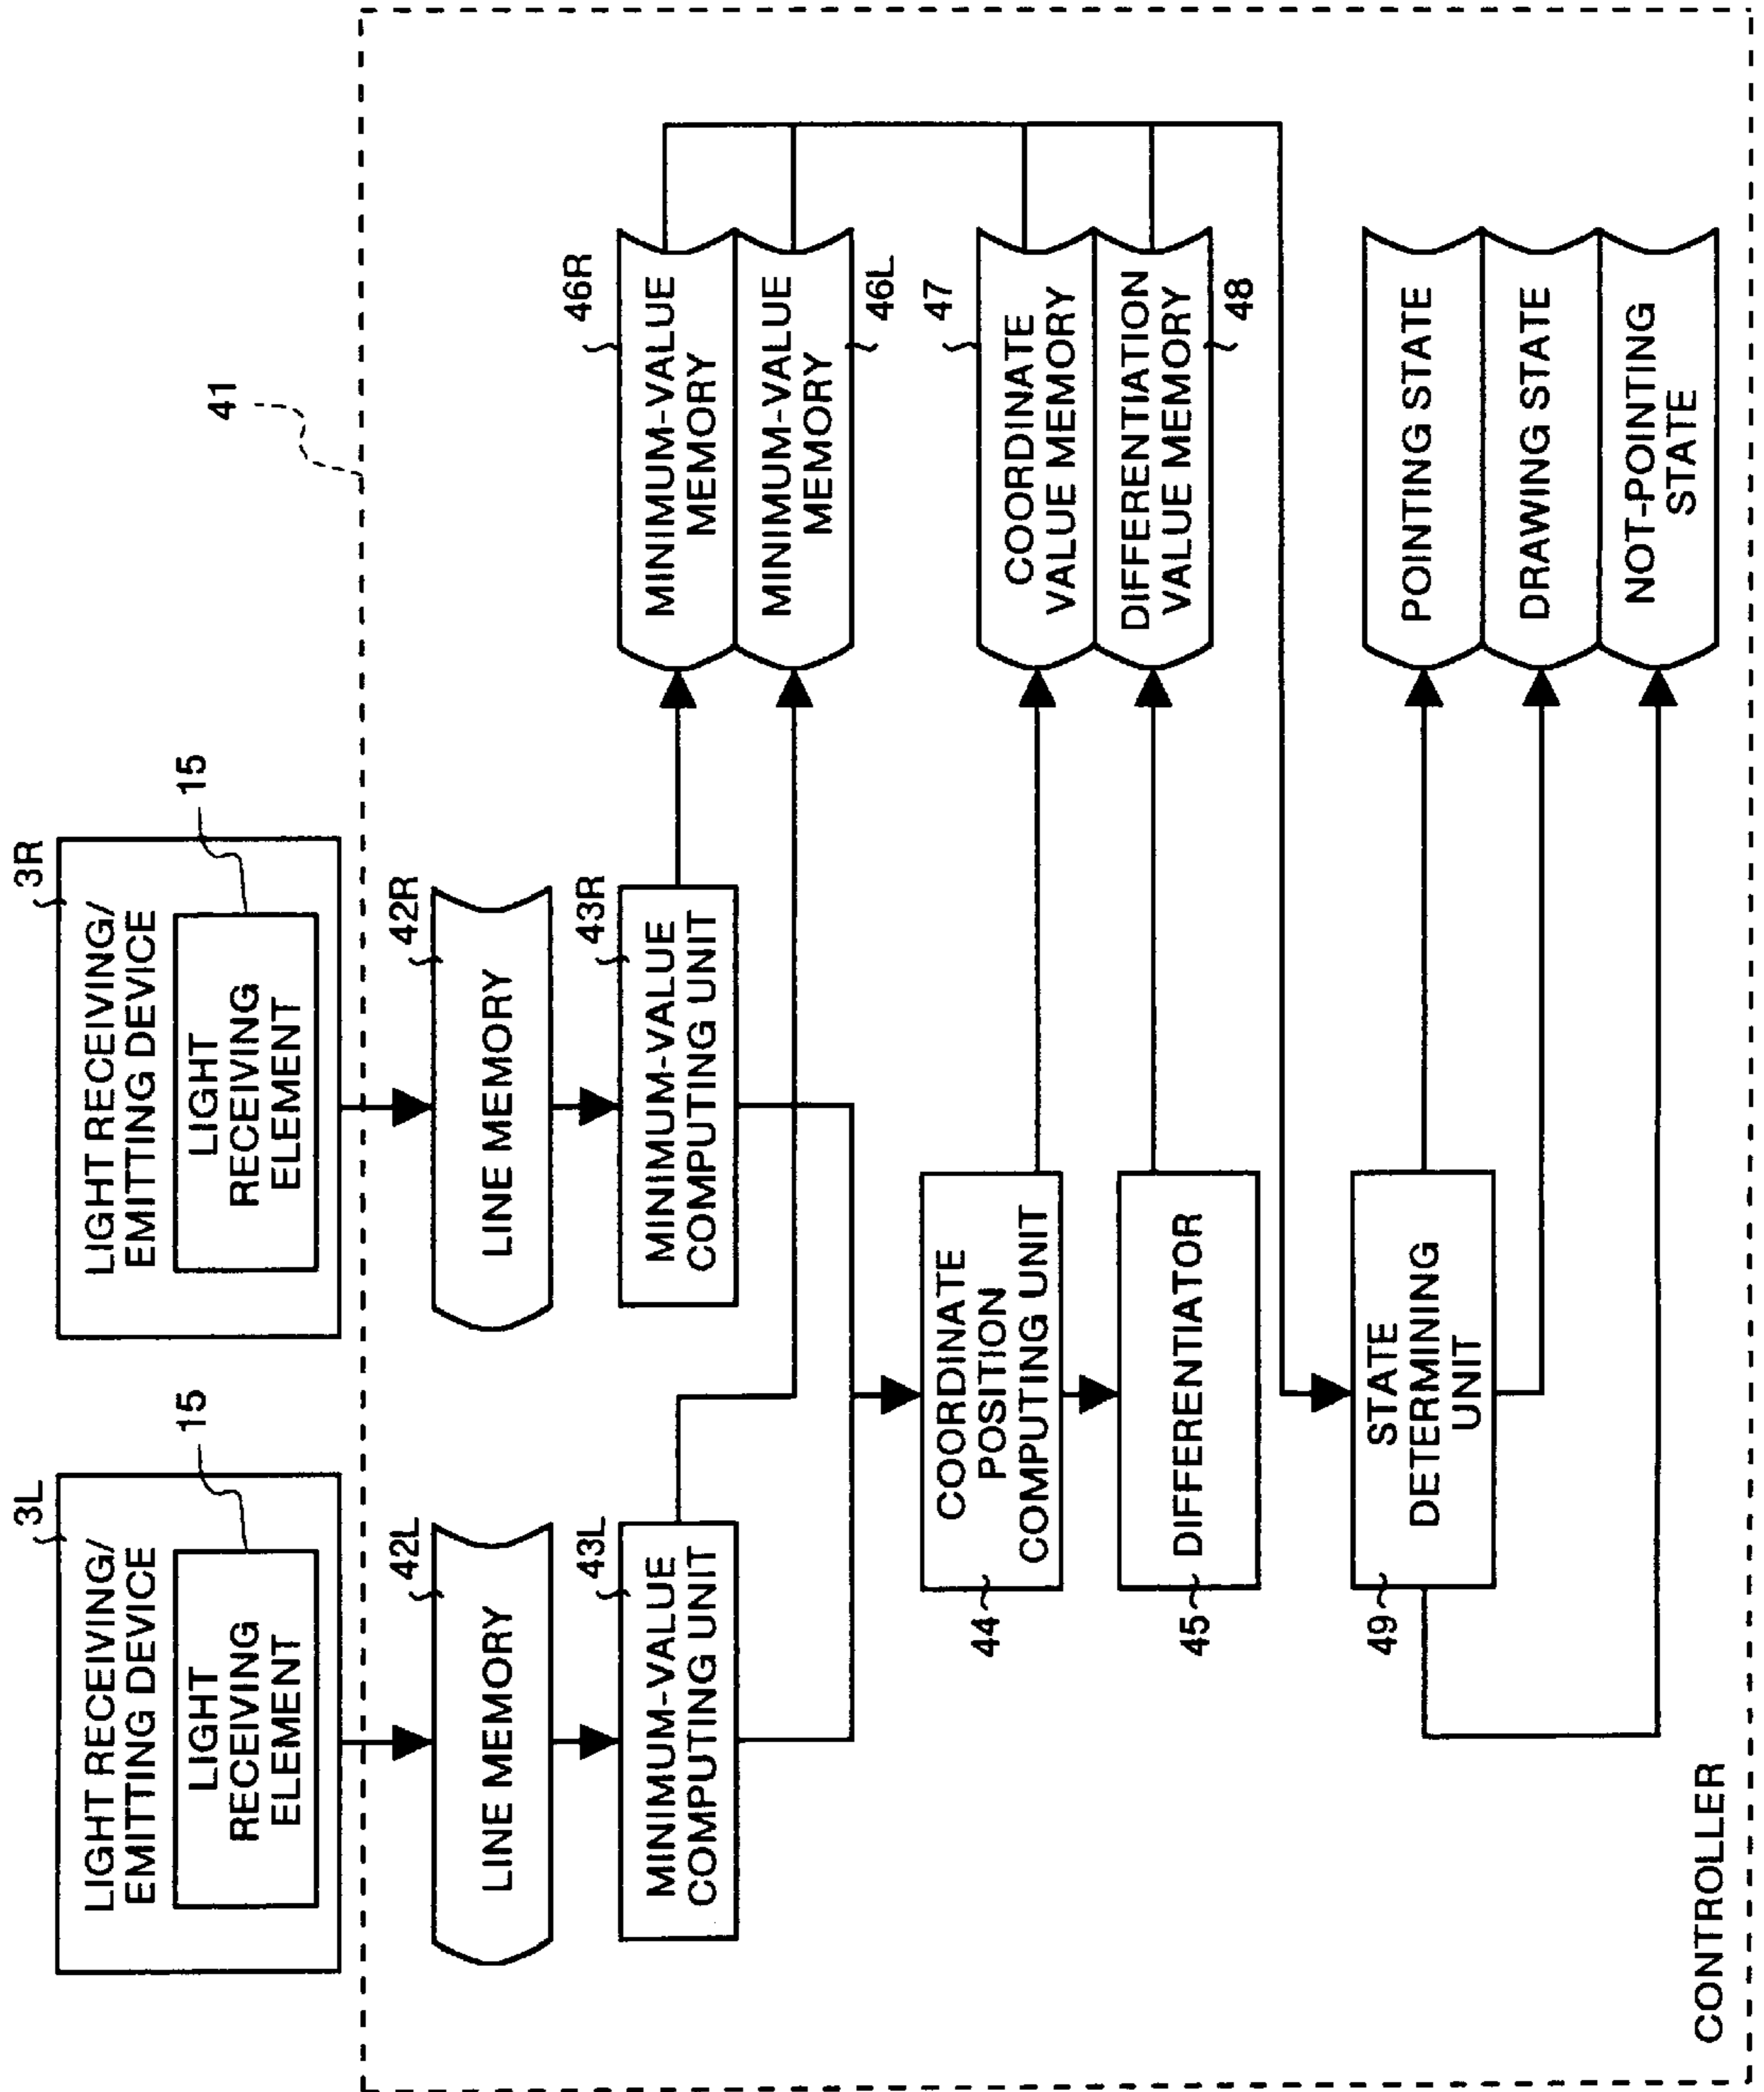 3L
LIGHT RECEIVING/
EMITTING DEVICE
15
LIGHT
RECEIVING
ELEMENT
3R
LIGHT RECEIVING/
EMITTING DEVICE
15
LIGHT
RECEIVING
ELEMENT
41
42L
LINE MEMORY
42R
LINE MEMORY
43L
MINIMUM-VALUE
COMPUTING UNIT
43R
MINIMUM-VALUE
COMPUTING UNIT
46R
MINIMUM-VALUE
MEMORY
MINIMUM-VALUE
MEMORY
46L
44
COORDINATE
POSITION
COMPUTING UNIT
47
COORDINATE
VALUE MEMORY
45
DIFFERENTIATOR
DIFFERENTIATION
VALUE MEMORY
48
49
STATE
DETERMINING
UNIT
POINTING STATE
DRAWING STATE
NOT-POINTING
STATE
CONTROLLER